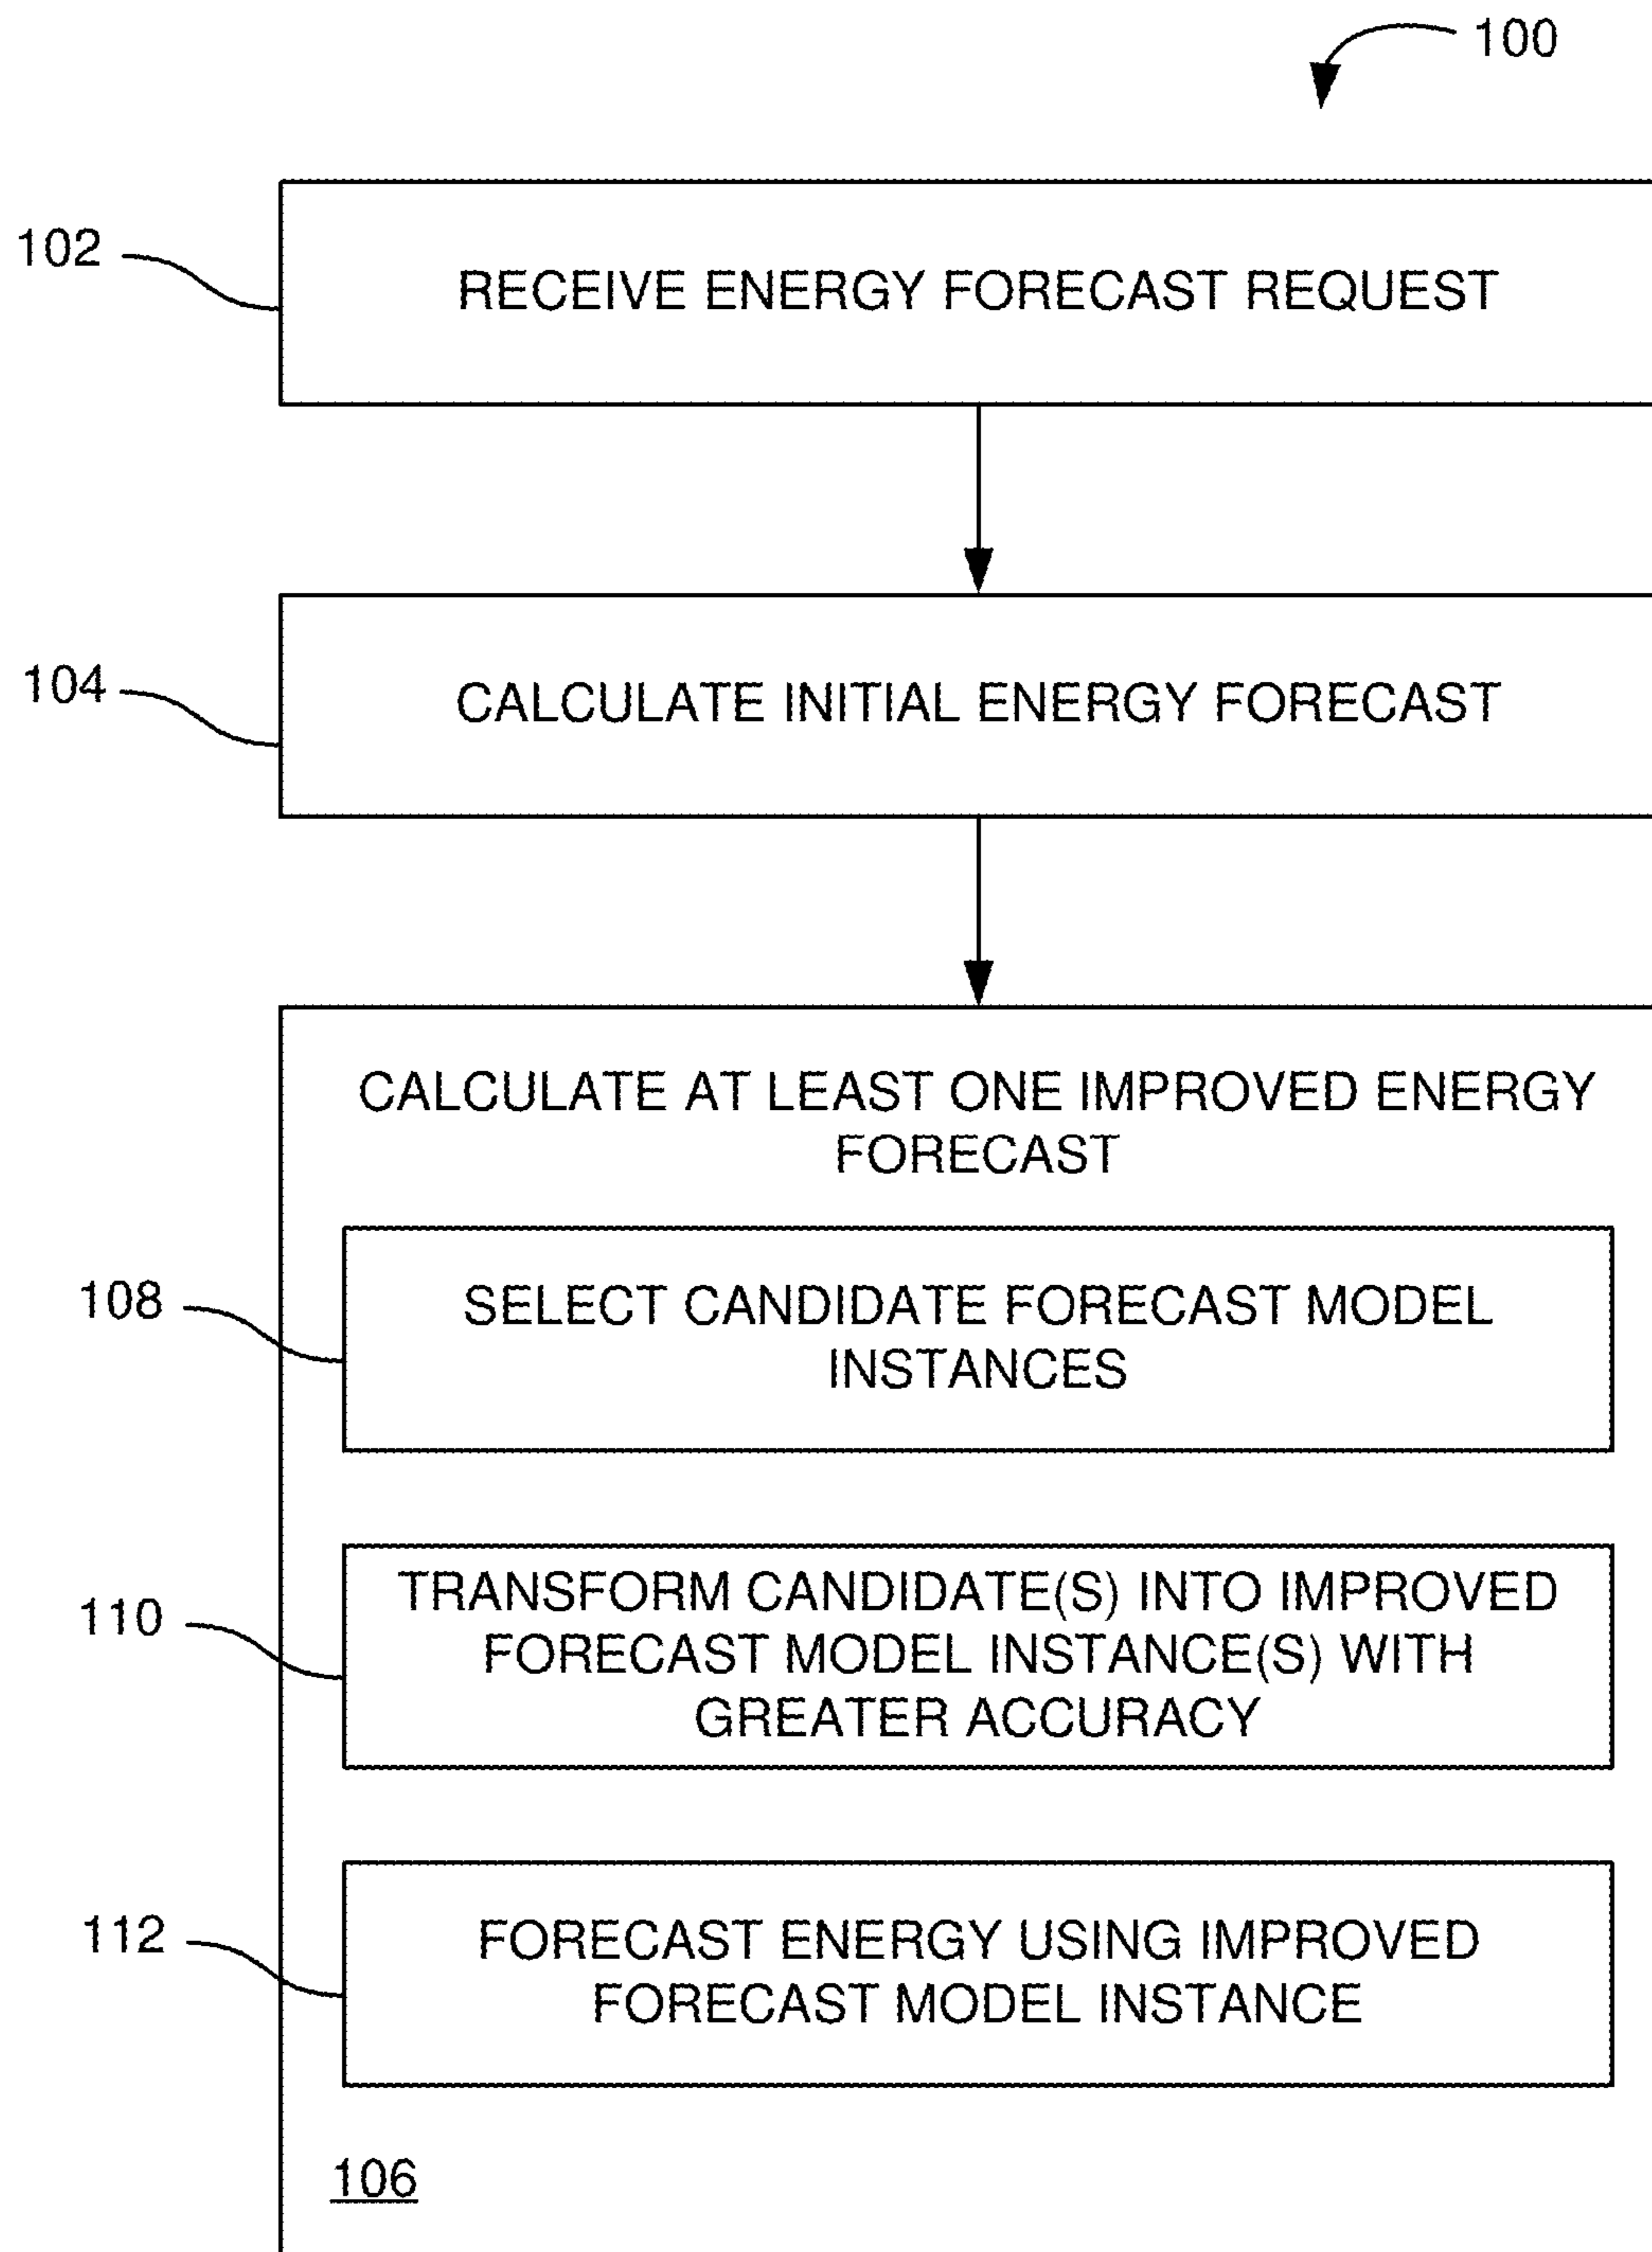 100
102
RECEIVE ENERGY FORECAST REQUEST
104
CALCULATE INITIAL ENERGY FORECAST
CALCULATE AT LEAST ONE IMPROVED ENERGY
FORECAST
108
SELECT CANDIDATE FORECAST MODEL
INSTANCES
110
TRANSFORM CANDIDATE(S) INTO IMPROVED
FORECAST MODEL INSTANCE(S) WITH
GREATER ACCURACY
112
FORECAST ENERGY USING IMPROVED
FORECAST MODEL INSTANCE
106